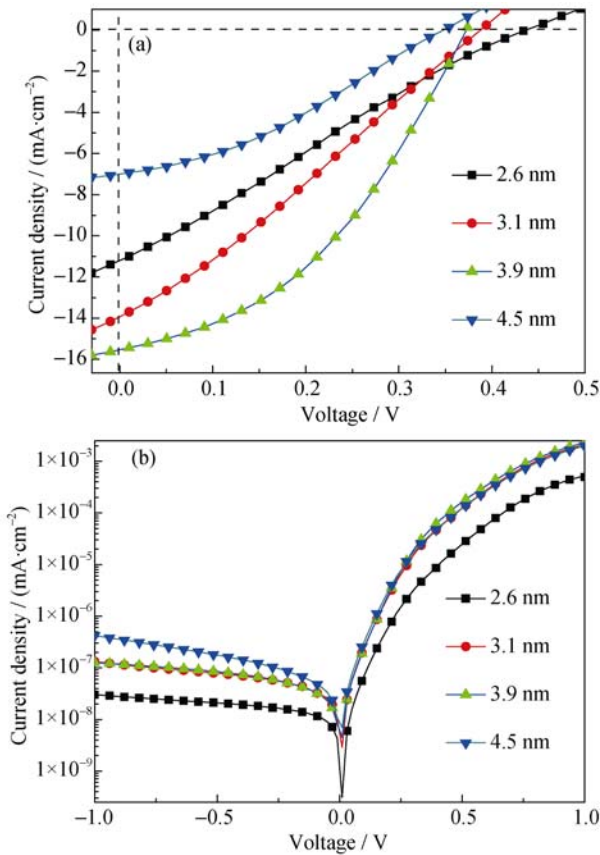 0
−2
−4
−6
−8
−10
−12
−14
−16
Current density / (mA·cm⁻²)
(a)
2.6 nm
3.1 nm
3.9 nm
4.5 nm
0.0 0.1 0.2 0.3 0.4 0.5
Voltage / V
1×10⁻³
1×10⁻⁴
1×10⁻⁵
1×10⁻⁶
1×10⁻⁷
1×10⁻⁸
1×10⁻⁹
Current density / (mA·cm⁻²)
(b)
2.6 nm
3.1 nm
3.9 nm
4.5 nm
−1.0 −0.5 0.0 0.5 1.0
Voltage / V